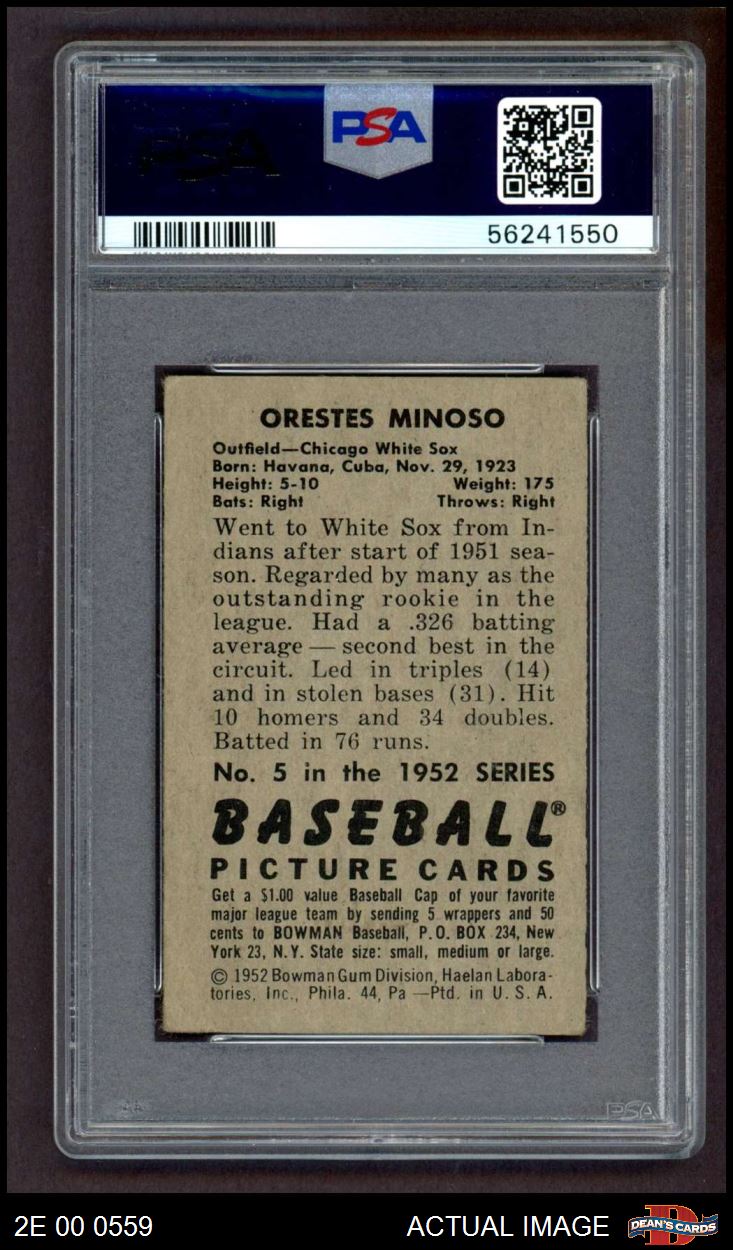 PSA
PSA
56241550
ORESTES MINOSO
Outfield—Chicago White Sox
Born: Havana, Cuba, Nov. 29, 1923
Height: 5-10 Weight: 175
Bats: Right Throws: Right
Went to White Sox from In-
dians after start of 1951 sea-
son. Regarded by many as the
outstanding rookie in the
league. Had a .326 batting
average — second best in the
circuit. Led in triples (14)
and in stolen bases (31). Hit
10 homers and 34 doubles.
Batted in 76 runs.
No. 5 in the 1952 SERIES
BASEBALL®
PICTURE CARDS
Get a $1.00 value Baseball Cap of your favorite
major league team by sending 5 wrappers and 50
cents to BOWMAN Baseball, P.O. BOX 234, New
York 23, N.Y. State size: small, medium or large.
© 1952 Bowman Gum Division, Haelan Labora-
tories, Inc., Phila. 44, Pa —Ptd. in U.S.A.
PSA
2E 00 0559 ACTUAL IMAGE D DEAN'S CARDS